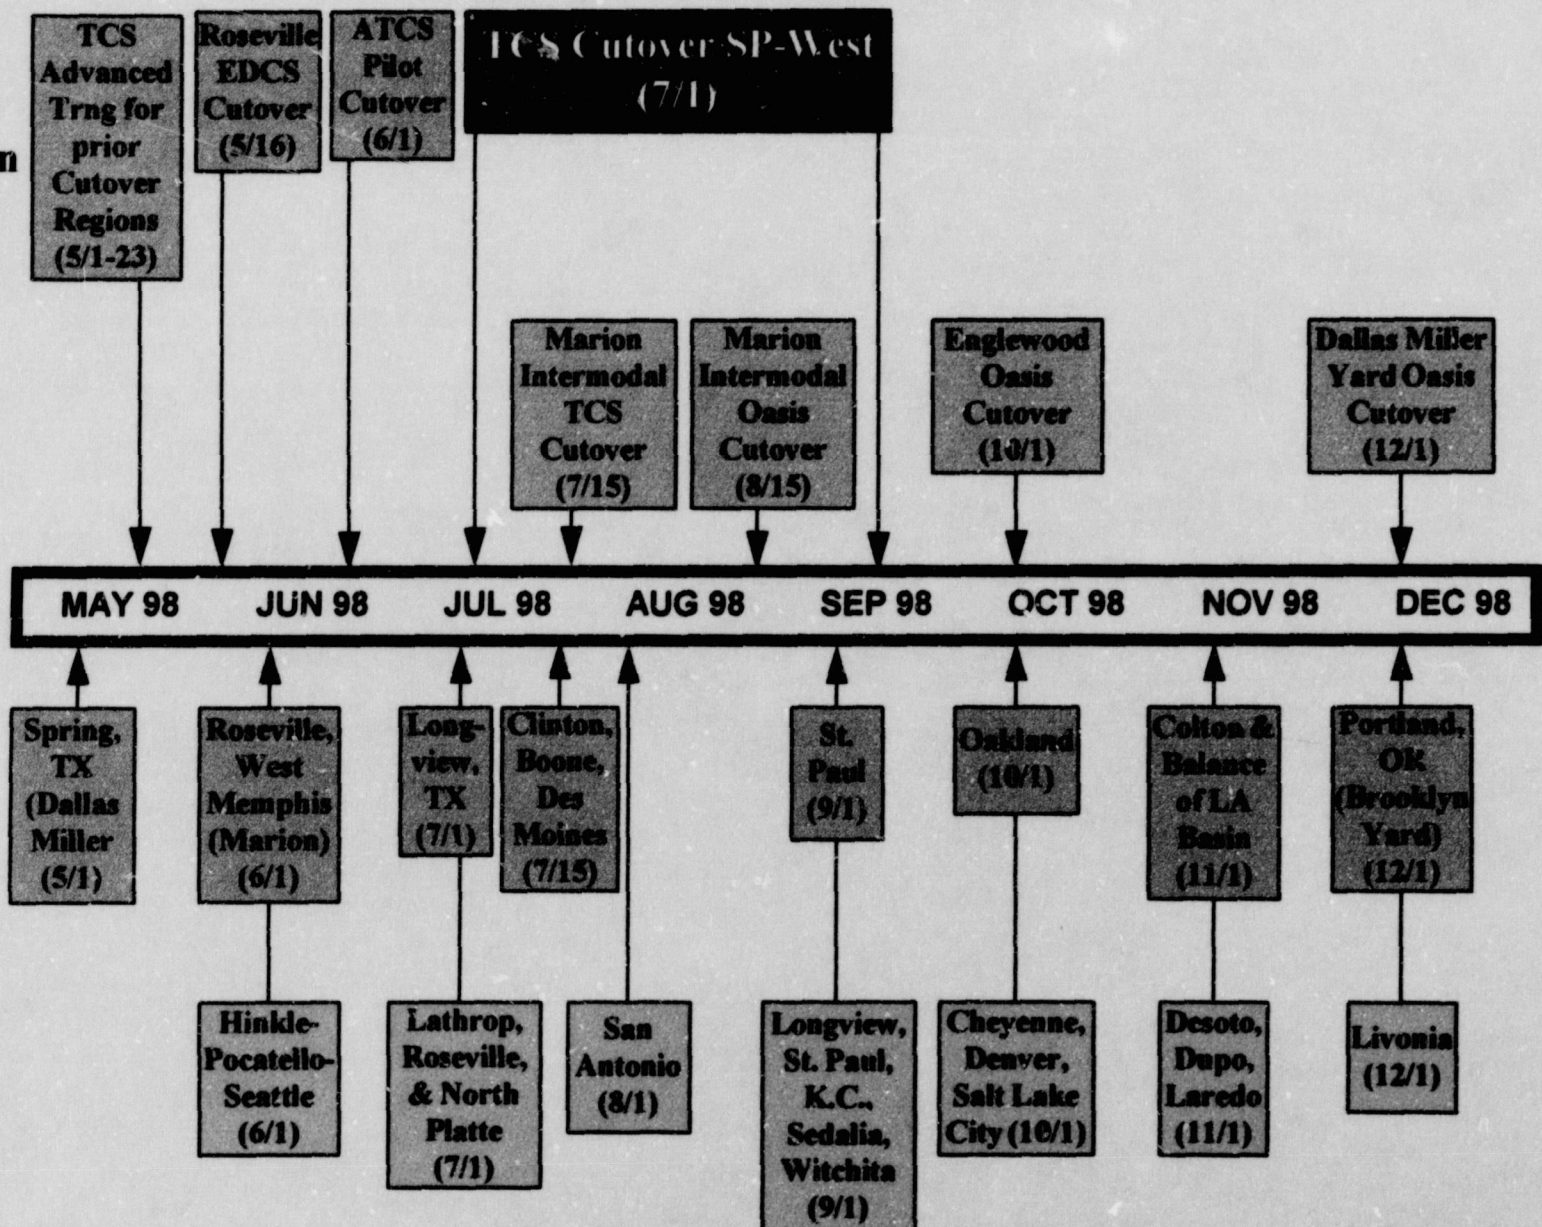 TCS
Advanced
Trng for
prior
Cutover
Regions
(5/1-23)
Roseville
EDCS
Cutover
(5/16)
ATCS
Pilot
Cutover
(6/1)
TCS Cutover SP-West
(7/1)
n
Marion
Intermodal
TCS
Cutover
(7/15)
Marion
Intermodal
Oasis
Cutover
(8/15)
Englewood
Oasis
Cutover
(10/1)
Dallas Miller
Yard Oasis
Cutover
(12/1)
MAY 98 JUN 98 JUL 98 AUG 98 SEP 98 OCT 98 NOV 98 DEC 98
Spring,
TX
(Dallas
Miller
(5/1)
Roseville,
West
Memphis
(Marion)
(6/1)
Long-
view,
TX
(7/1)
Clinton,
Boone,
Des
Moines
(7/15)
St.
Paul
(9/1)
Oakland
(10/1)
Colton &
Balance
of LA
Basin
(11/1)
Portland,
OK
(Brooklyn
Yard)
(12/1)
Hinkle-
Pocatello-
Seattle
(6/1)
Lathrop,
Roseville,
& North
Platte
(7/1)
San
Antonio
(8/1)
Longview,
St. Paul,
K.C.,
Sedalia,
Witchita
(9/1)
Cheyenne,
Denver,
Salt Lake
City (10/1)
Desoto,
Dupo,
Laredo
(11/1)
Livonia
(12/1)